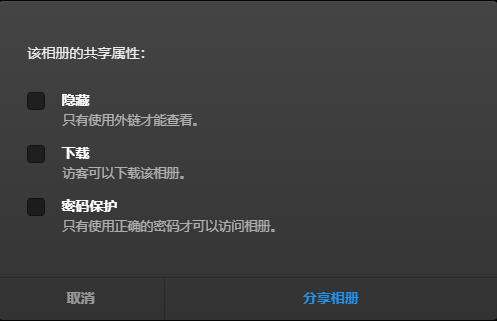 该相册的共享属性：
隐藏
只有使用外链才能查看。
下载
访客可以下载该相册。
密码保护
只有使用正确的密码才可以访问相册。
取消
分享相册